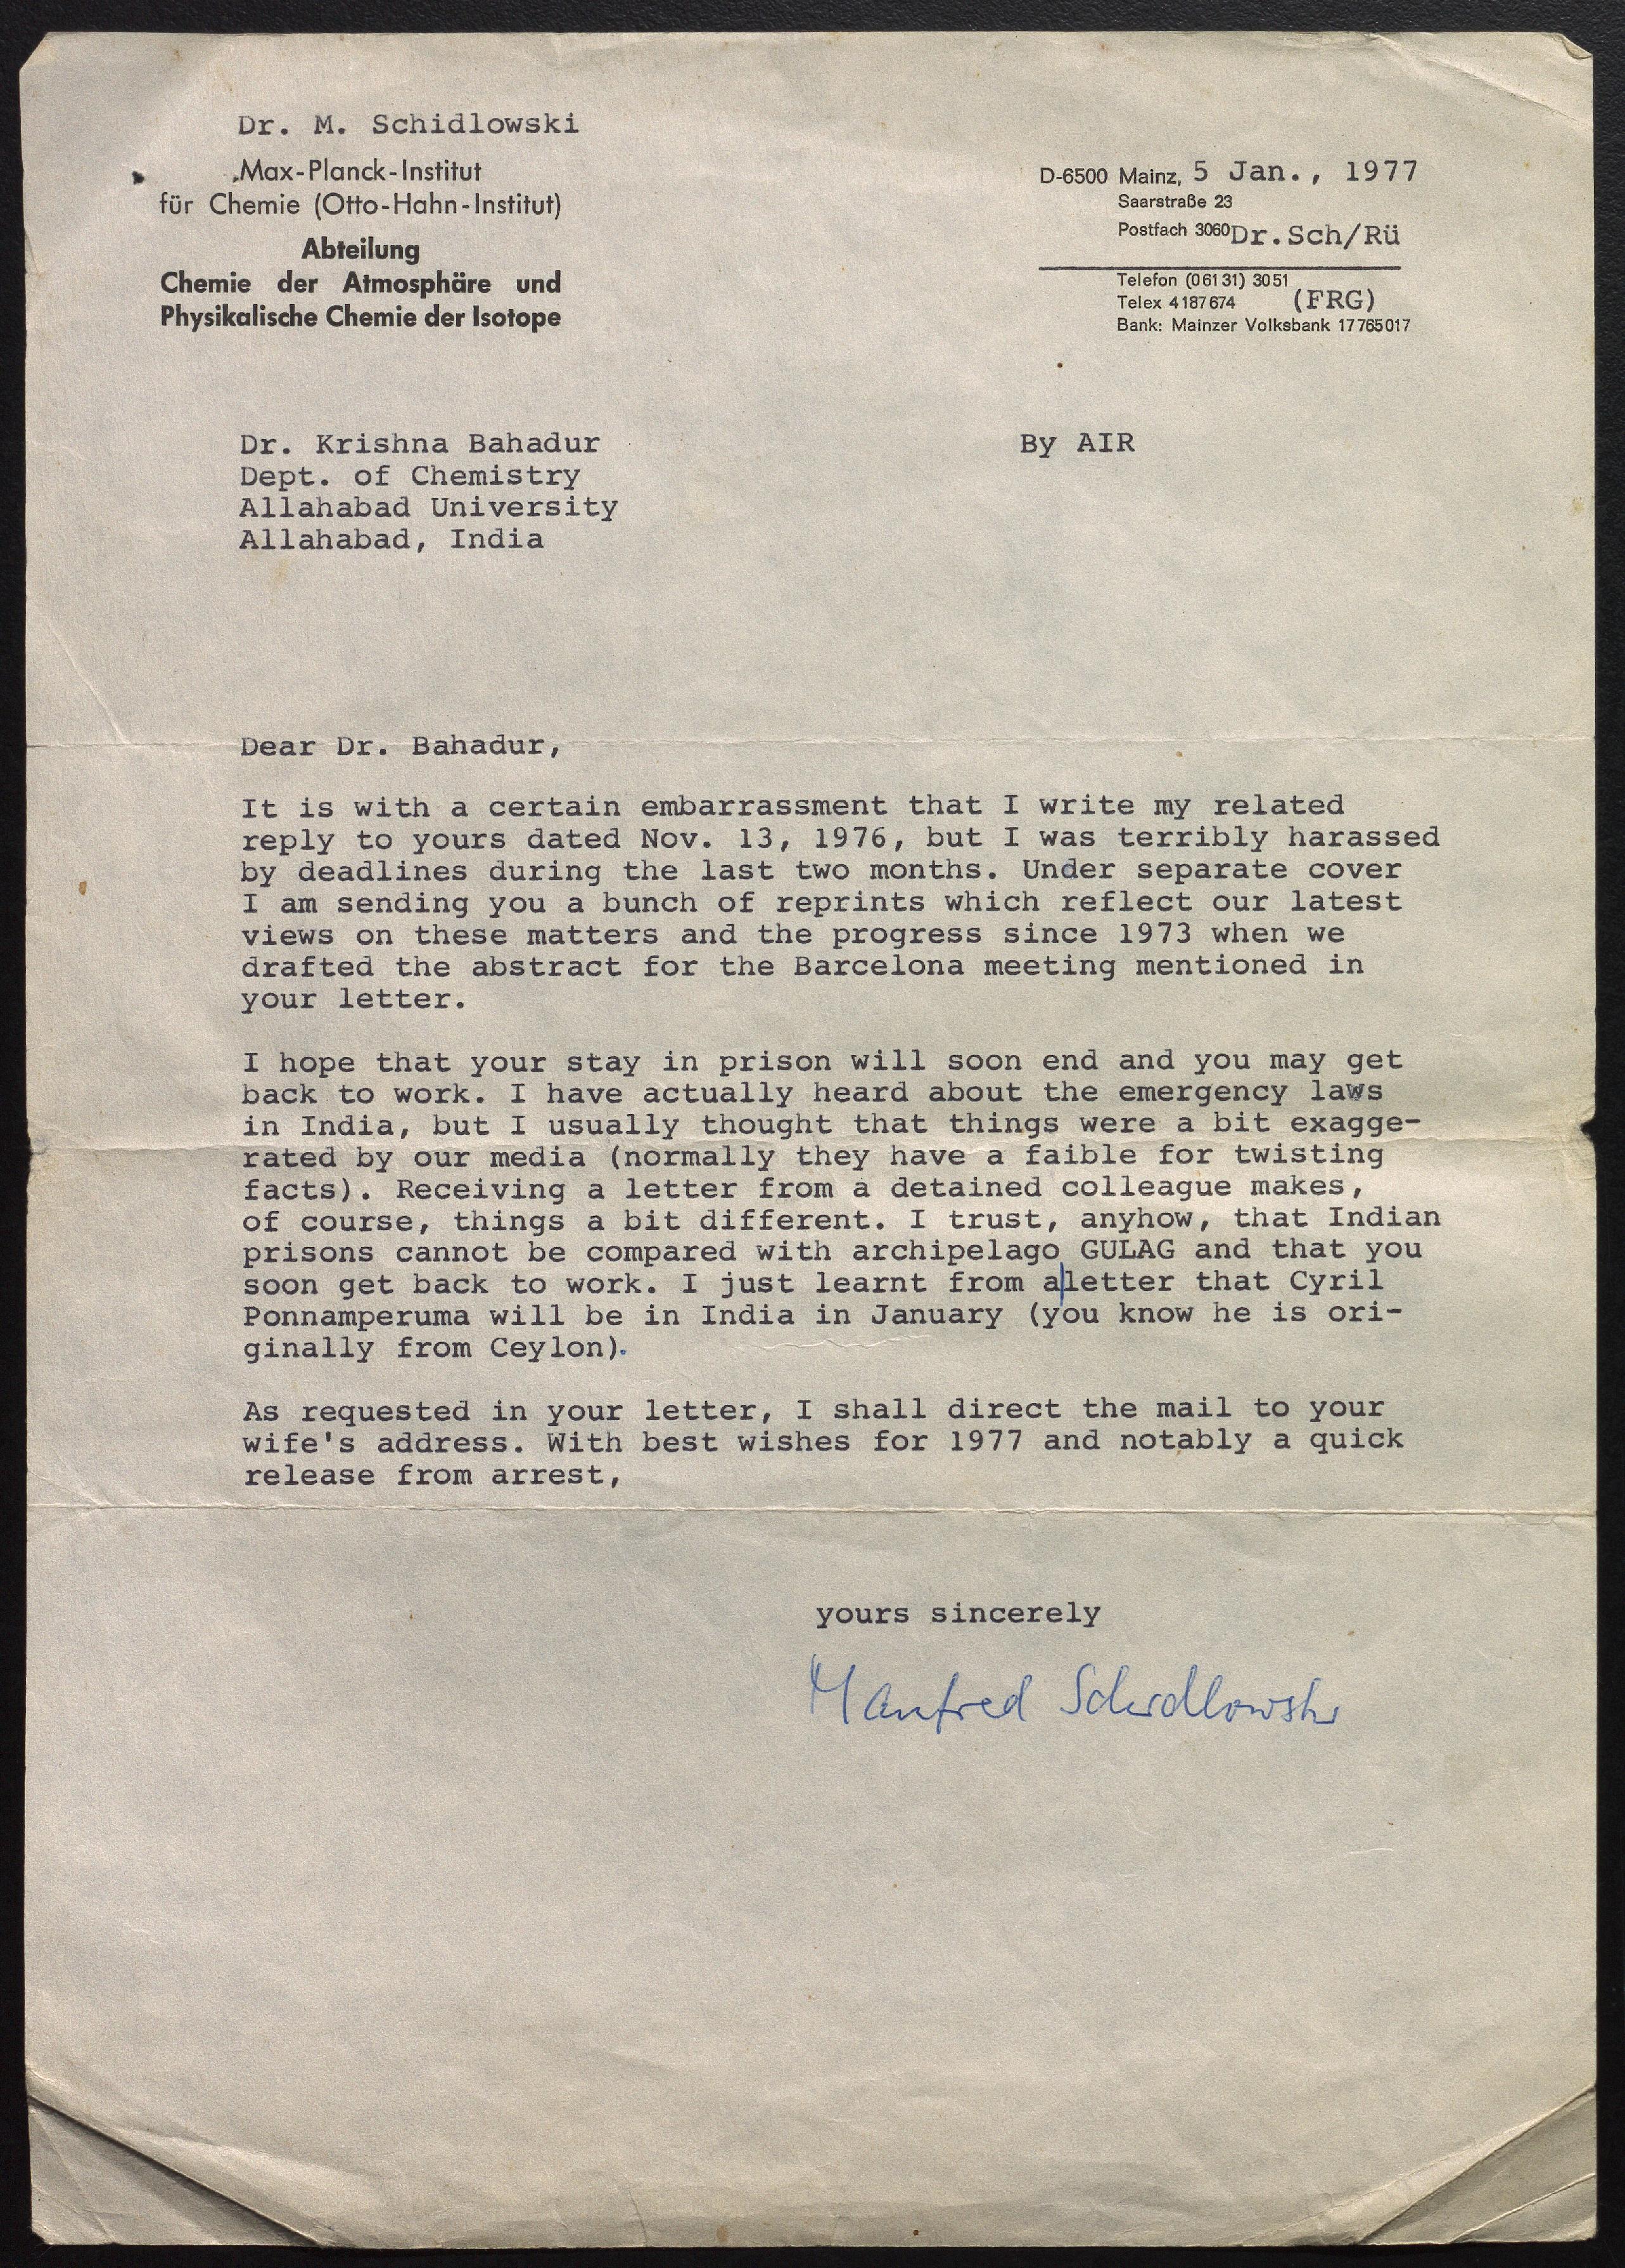 Dr. M. Schidlowski
Max-Planck-Institut
für Chemie (Otto-Hahn-Institut)
Abteilung
Chemie der Atmosphäre und
Physikalische Chemie der Isotope
D-6500 Mainz, 5 Jan., 1977
Saarstraße 23
Postfach 3060 Dr. Sch/Rü
Telefon (06131) 3051
Telex 4187674 (FRG)
Bank: Mainzer Volksbank 17765017
Dr. Krishna Bahadur
By AIR
Dept. of Chemistry
Allahabad University
Allahabad, India
Dear Dr. Bahadur,
It is with a certain embarrassment that I write my related
reply to yours dated Nov. 13, 1976, but I was terribly harassed
by deadlines during the last two months. Under separate cover
I am sending you a bunch of reprints which reflect our latest
views on these matters and the progress since 1973 when we
drafted the abstract for the Barcelona meeting mentioned in
your letter.
I hope that your stay in prison will soon end and you may get
back to work. I have actually heard about the emergency laws
in India, but I usually thought that things were a bit exagge-
rated by our media (normally they have a faible for twisting
facts). Receiving a letter from a detained colleague makes,
of course, things a bit different. I trust, anyhow, that Indian
prisons cannot be compared with archipelago GULAG and that you
soon get back to work. I just learnt from a|letter that Cyril
Ponnamperuma will be in India in January (you know he is ori-
ginally from Ceylon).
As requested in your letter, I shall direct the mail to your
wife's address. With best wishes for 1977 and notably a quick
release from arrest,
yours sincerely
Manfred Schidlowski